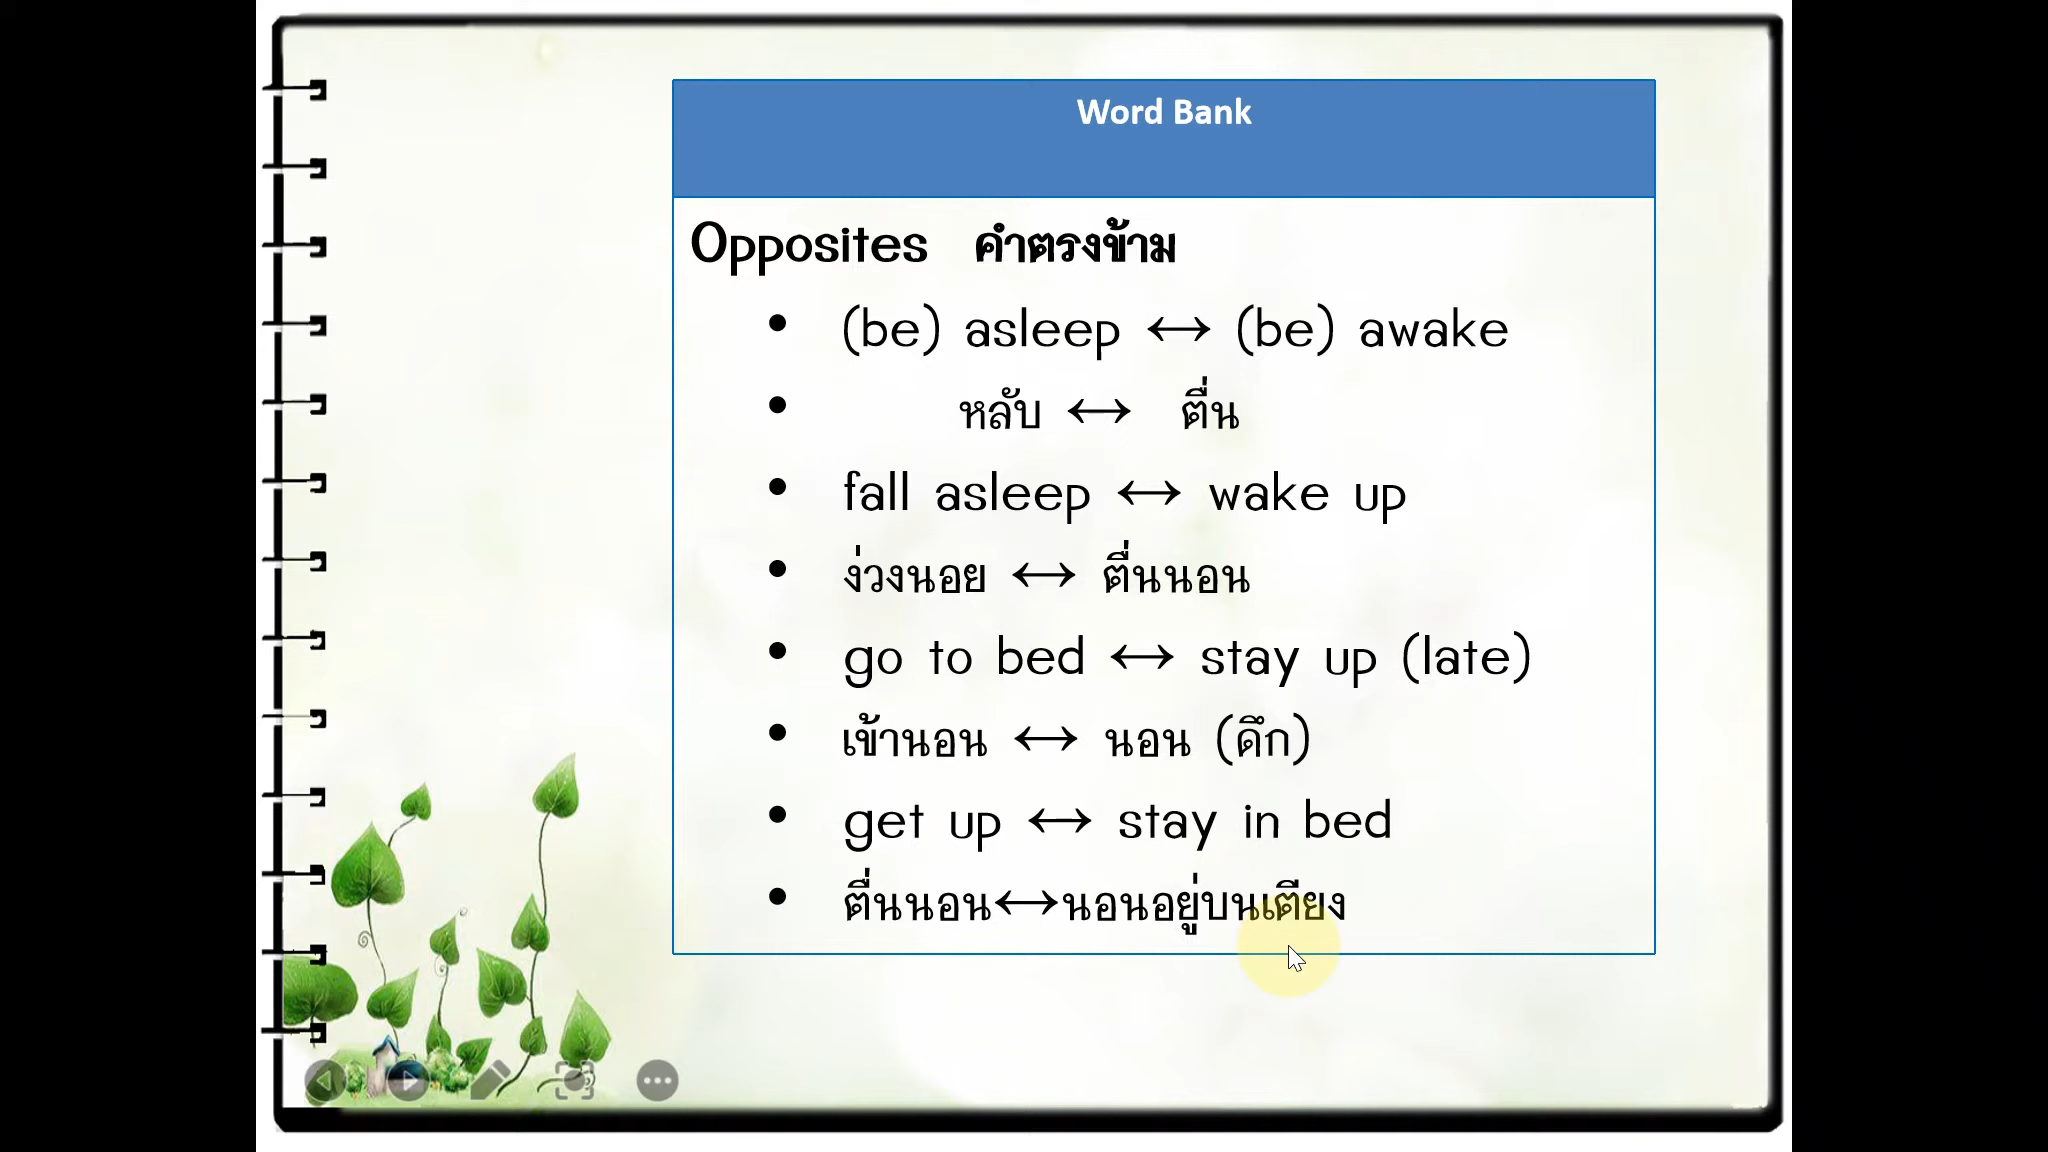 Word Bank
Opposites คำตรงข้าม
• (be) asleep ↔ (be) awake
• หลับ ↔ ตื่น
• fall asleep ↔ wake up
• ง่วงนอย ↔ ตื่นนอน
• go to bed ↔ stay up (late)
• เข้านอน ↔ นอน (ดึก)
• get up ↔ stay in bed
• ตื่นนอน↔นอนอยู่บนเตียง